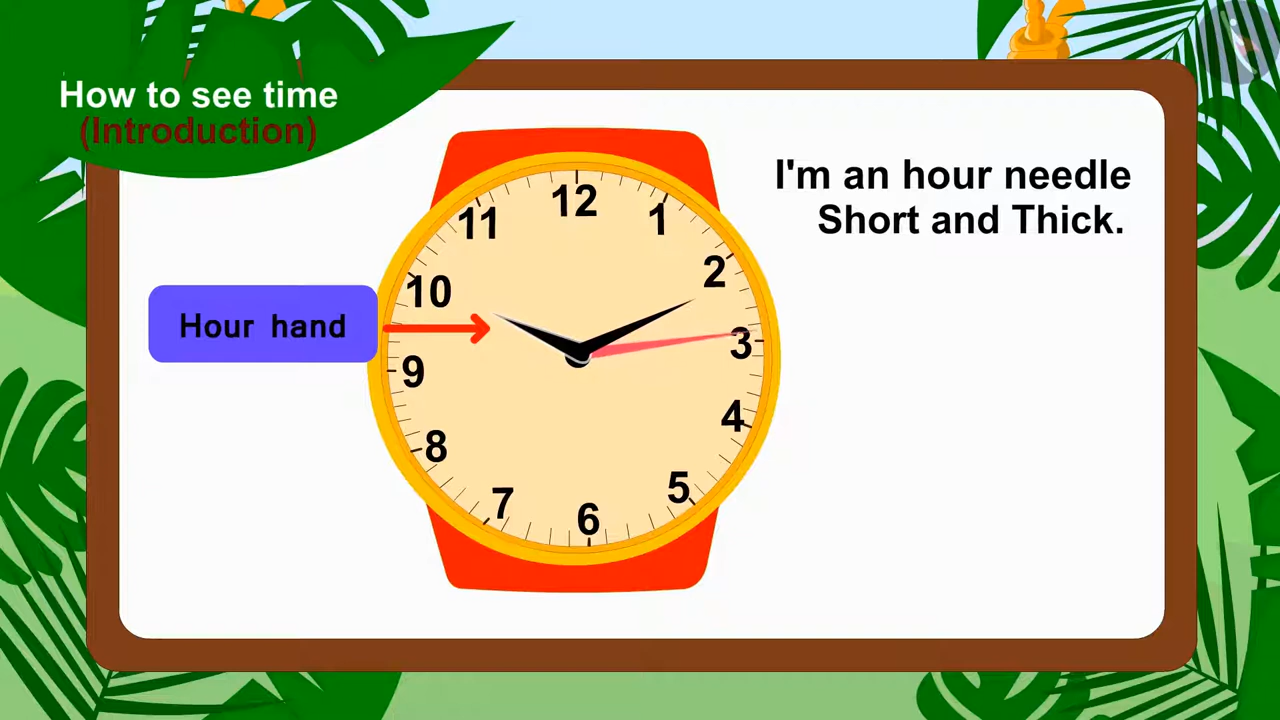 How to see time
(Introduction)
I'm an hour needle
Short and Thick.
Hour hand
12
1
2
3
4
5
6
7
8
9
10
11